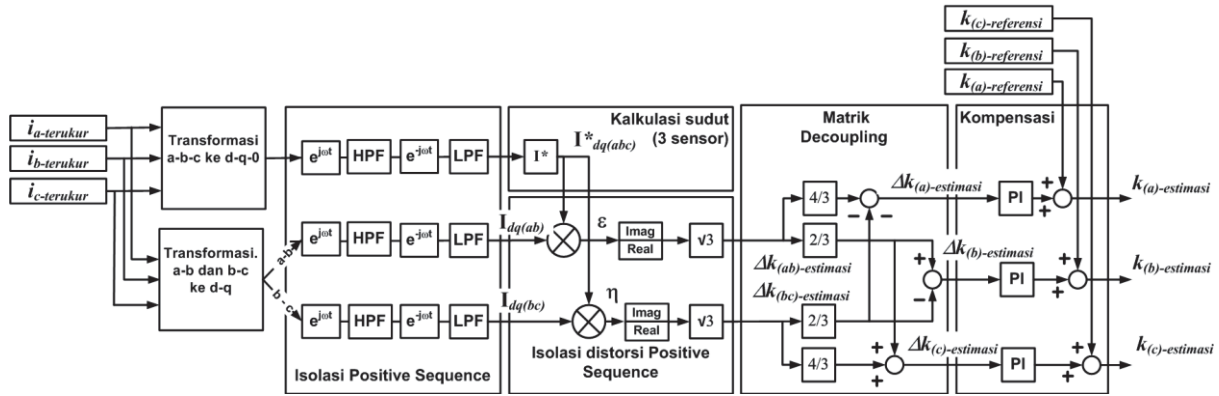 k(c)-referensi
k(b)-referensi
k(a)-referensi
ia-terukur
ib-terukur
ic-terukur
Transformasi
a-b-c ke d-q-0
Transformasi.
a-b dan b-c
ke d-q
a-b
b - c
e^jωt
HPF
e^-jωt
LPF
e^jωt
HPF
e^-jωt
LPF
e^jωt
HPF
e^-jωt
LPF
Isolasi Positive Sequence
Kalkulasi sudut
(3 sensor)
I*
I*dq(abc)
Idq(ab)
ε
Imag
Real
√3
Idq(bc)
η
Imag
Real
√3
Isolasi distorsi Positive
Sequence
Matrik
Decoupling
4/3
2/3
Δk(ab)-estimasi
Δk(bc)-estimasi
2/3
4/3
−
−
+
−
+
+
Kompensasi
Δk(a)-estimasi
PI
+
+
k(a)-estimasi
Δk(b)-estimasi
PI
+
+
k(b)-estimasi
Δk(c)-estimasi
PI
+
+
k(c)-estimasi